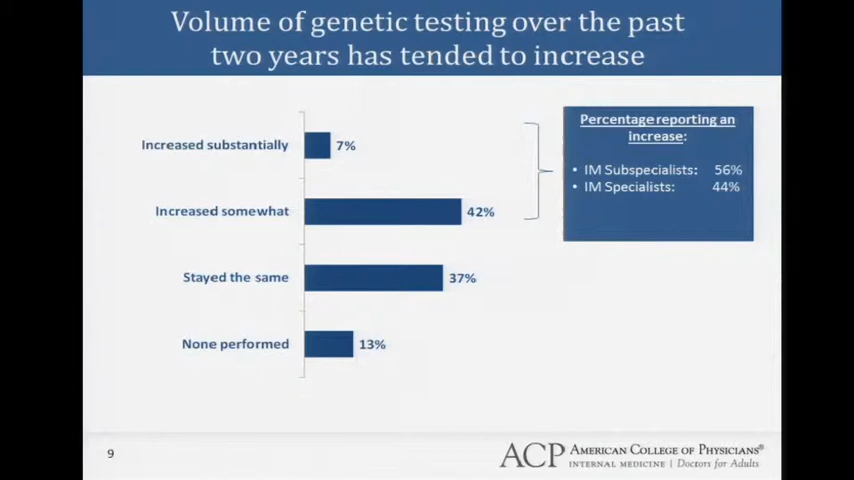 Volume of genetic testing over the past
two years has tended to increase
Increased substantially 7%
Increased somewhat 42%
Stayed the same 37%
None performed 13%
Percentage reporting an
increase:
• IM Subspecialists: 56%
• IM Specialists: 44%
9
ACP AMERICAN COLLEGE OF PHYSICIANS®
INTERNAL MEDICINE | Doctors for Adults